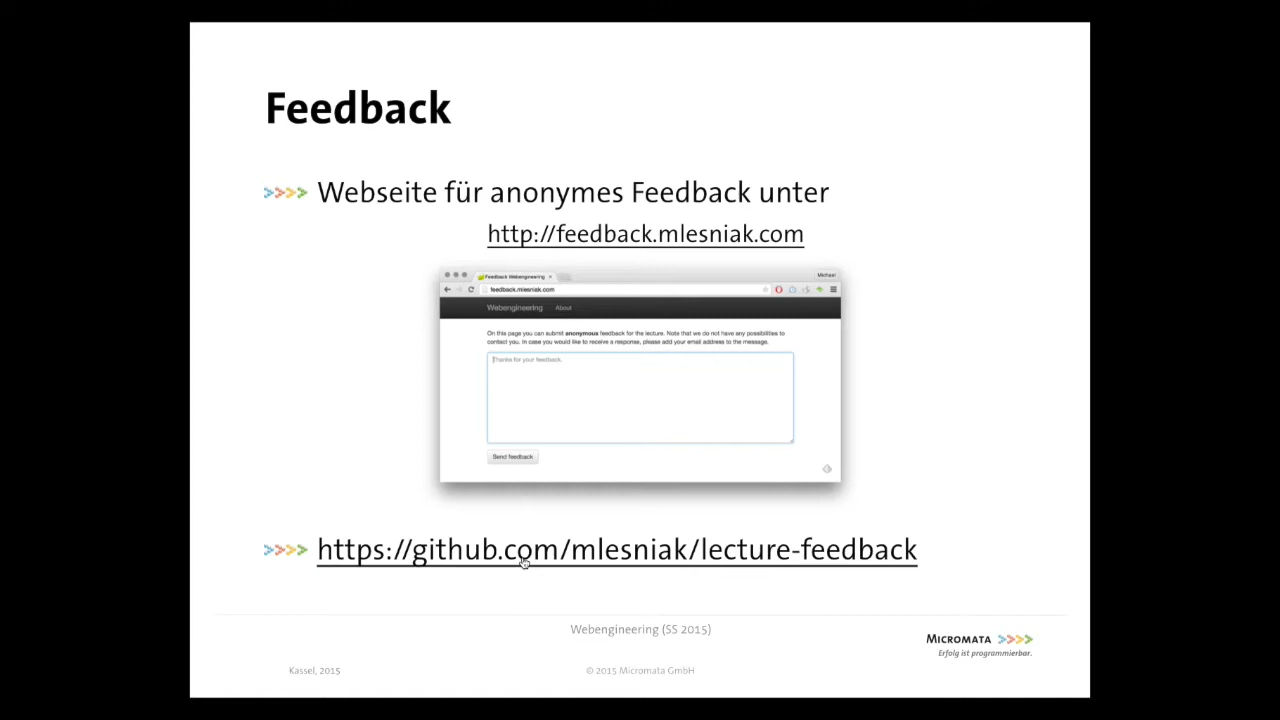 Feedback
Webseite für anonymes Feedback unter
http://feedback.mlesniak.com
Feedback Webengineering
Michael
feedback.mlesniak.com
Webengineering About
On this page you can submit anonymous feedback for the lecture. Note that we do not have any possibilities to
contact you. In case you would like to receive a response, please add your email address to the message.
Thanks for your feedback.
Send feedback
https://github.com/mlesniak/lecture-feedback
Webengineering (SS 2015)
MICROMATA
Erfolg ist programmierbar.
Kassel, 2015
© 2015 Micromata GmbH